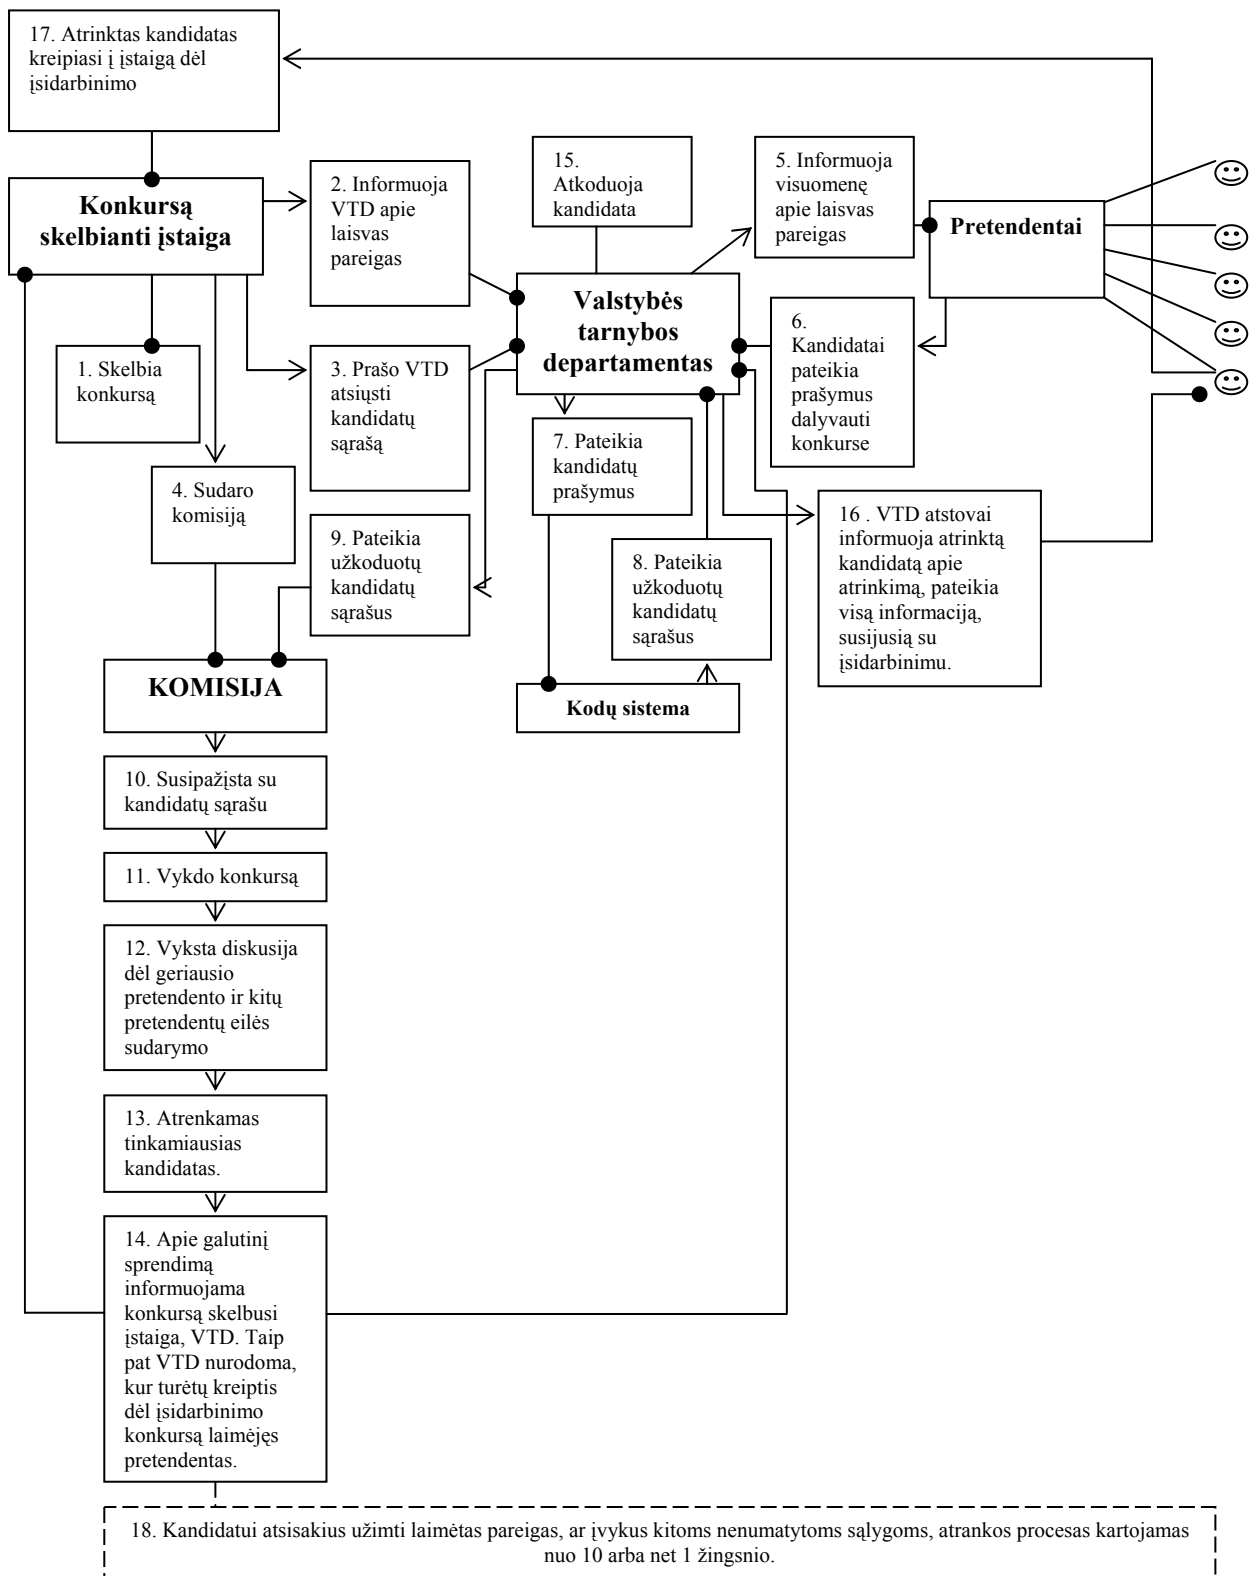 17. Atrinktas kandidatas
kreipiasi į įstaigą dėl
įsidarbinimo
Konkursą
skelbianti įstaiga
2. Informuoja
VTD apie
laisvas
pareigas
15.
Atkoduoja
kandidata
5. Informuoja
visuomenę
apie laisvas
pareigas
Pretendentai
1. Skelbia
konkursą
3. Prašo VTD
atsiųsti
kandidatų
sąrašą
Valstybės
tarnybos
departamentas
6.
Kandidatai
pateikia
prašymus
dalyvauti
konkurse
4. Sudaro
komisiją
7. Pateikia
kandidatų
prašymus
9. Pateikia
užkoduotų
kandidatų
sąrašus
8. Pateikia
užkoduotų
kandidatų
sąrašus
16 . VTD atstovai
informuoja atrinktą
kandidatą apie
atrinkimą, pateikia
visą informaciją,
susijusią su
įsidarbinimu.
KOMISIJA
Kodų sistema
10. Susipažįsta su
kandidatų sąrašu
11. Vykdo konkursą
12. Vyksta diskusija
dėl geriausio
pretendento ir kitų
pretendentų eilės
sudarymo
13. Atrenkamas
tinkamiausias
kandidatas.
14. Apie galutinį
sprendimą
informuojama
konkursą skelbusi
įstaiga, VTD. Taip
pat VTD nurodoma,
kur turėtų kreiptis
dėl įsidarbinimo
konkursą laimėjęs
pretendentas.
18. Kandidatui atsisakius užimti laimėtas pareigas, ar įvykus kitoms nenumatytoms sąlygoms, atrankos procesas kartojamas
nuo 10 arba net 1 žingsnio.